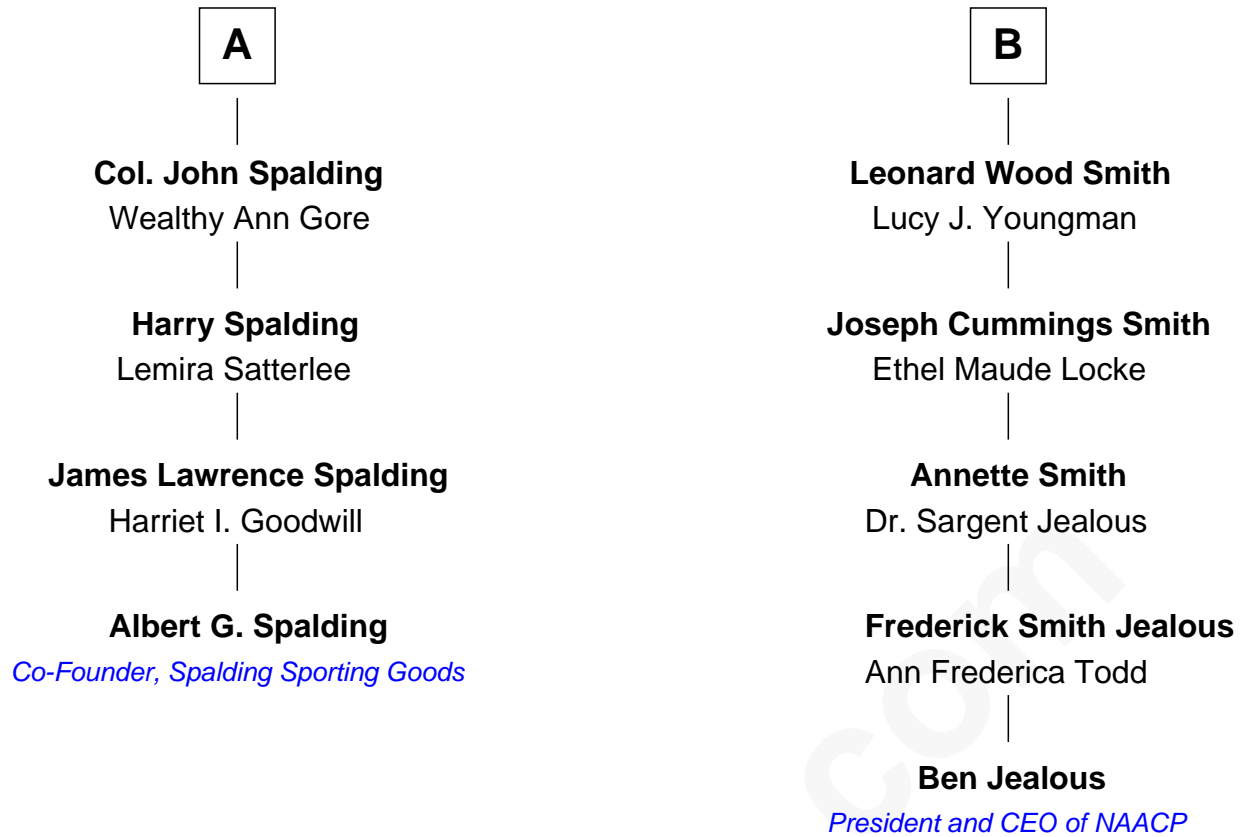 A
Col. John Spalding
Wealthy Ann Gore
Harry Spalding
Lemira Satterlee
James Lawrence Spalding
Harriet I. Goodwill
Albert G. Spalding
Co-Founder, Spalding Sporting Goods
B
Leonard Wood Smith
Lucy J. Youngman
Joseph Cummings Smith
Ethel Maude Locke
Annette Smith
Dr. Sargent Jealous
Frederick Smith Jealous
Ann Frederica Todd
Ben Jealous
President and CEO of NAACP
com